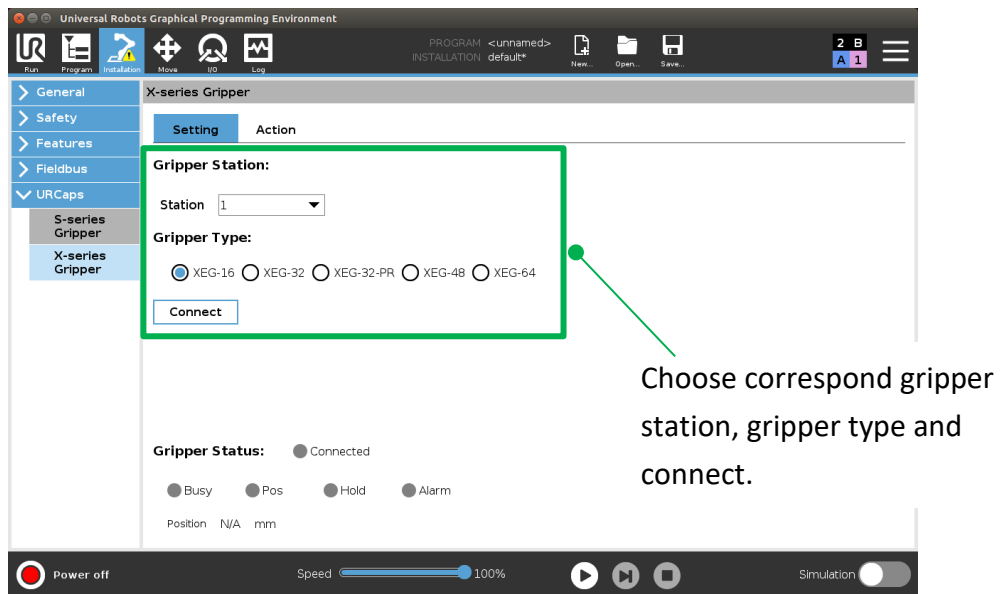 Universal Robots Graphical Programming Environment
UR
Run
Program
Installation
Move
I/O
Log
PROGRAM <unnamed>
INSTALLATION default*
New...
Open...
Save...
2 B
A 1
General
Safety
Features
Fieldbus
URCaps
S-series
Gripper
X-series
Gripper
X-series Gripper
Setting
Action
Gripper Station:
Station 1
Gripper Type:
XEG-16 XEG-32 XEG-32-PR XEG-48 XEG-64
Connect
Choose correspond gripper
station, gripper type and
connect.
Gripper Status: Connected
Busy Pos Hold Alarm
Position N/A mm
Power off
Speed 100%
Simulation